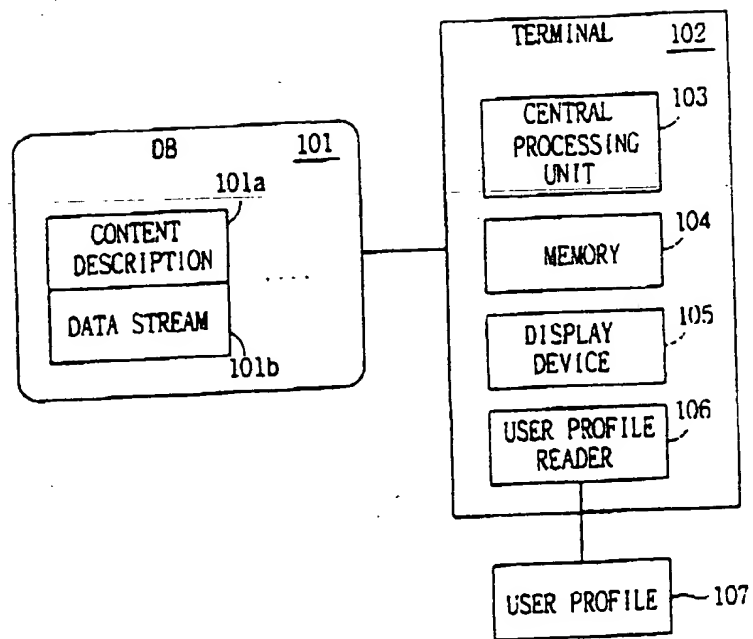 DB 101
101a
CONTENT
DESCRIPTION
DATA STREAM
101b
....
TERMINAL 102
CENTRAL
PROCESSING
UNIT
103
MEMORY
104
DISPLAY
DEVICE
105
USER PROFILE
READER
106
USER PROFILE
107